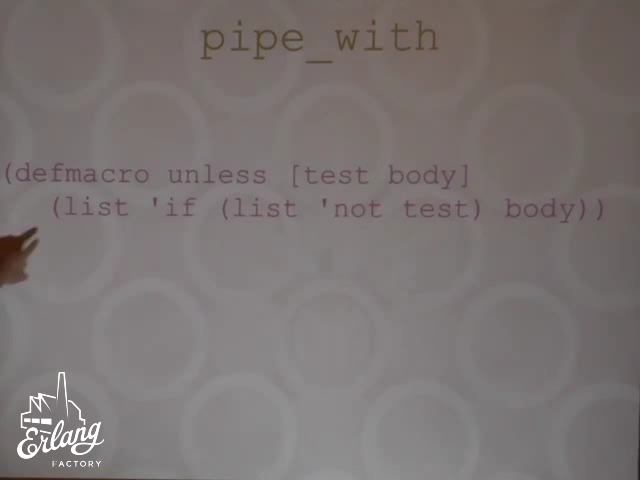 pipe_with
(defmacro unless [test body]
(list 'if (list 'not test) body))
Erlang
FACTORY